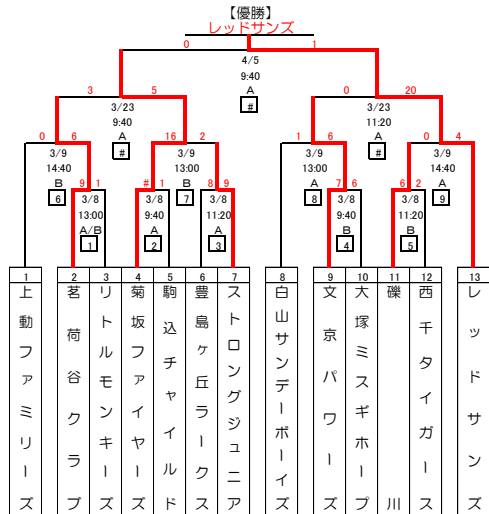 【優勝】
レッドサンズ
0 1
4/5
9:40
A
#
3 5 0 20
3/23 3/23
9:40 11:20
A A
# #
0 6 16 2 1 6 0 4
3/9 3/9 3/9 3/9
14:40 13:00 13:00 14:40
B B A A
6 7 8 9
9 1 # 1 8 9 7 6 6 2
3/8 3/8 3/8 3/8 3/8
13:00 9:40 11:20 9:40 11:20
A/B A A B B
1 2 3 4 5
1 2 3 4 5 6 7 8 9 10 11 12 13
上動ファミリーズ
茗荷谷クラブ
リトルモンキーズ
菊坂ファイヤーズ
駒込チャイルド
豊島ヶ丘ラークス
ストロングジュニア
白山サンデーボーイズ
文京パワーズ
大塚ミスギホープ
礫川
西千タイガース
レッドサンズ